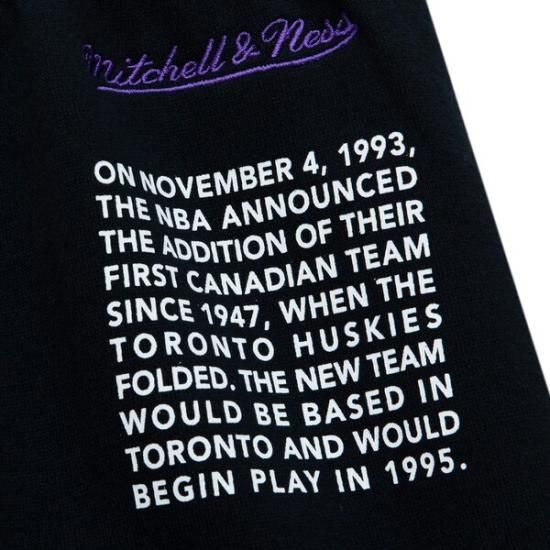 Mitchell & Ness
ON NOVEMBER 4, 1993,
THE NBA ANNOUNCED
THE ADDITION OF THEIR
FIRST CANADIAN TEAM
SINCE 1947, WHEN THE
TORONTO HUSKIES
FOLDED. THE NEW TEAM
WOULD BE BASED IN
TORONTO AND WOULD
BEGIN PLAY IN 1995.